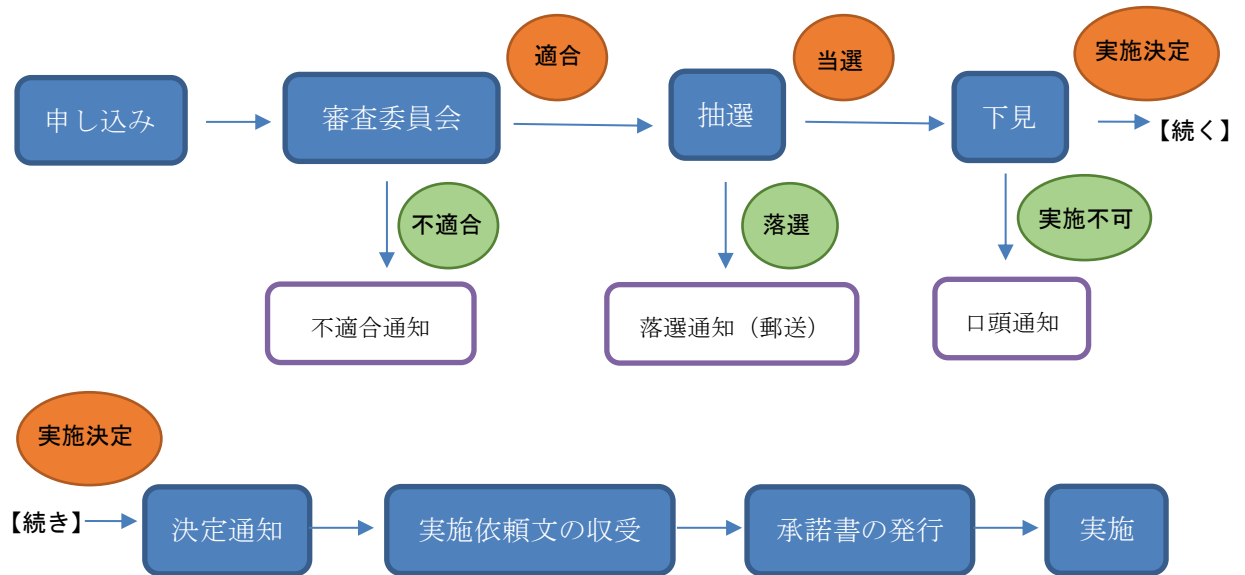 申し込み
審査委員会
適合
抽選
当選
下見
実施決定
【続く】
不適合
落選
実施不可
不適合通知
落選通知（郵送）
口頭通知
実施決定
【続き】
決定通知
実施依頼文の収受
承諾書の発行
実施